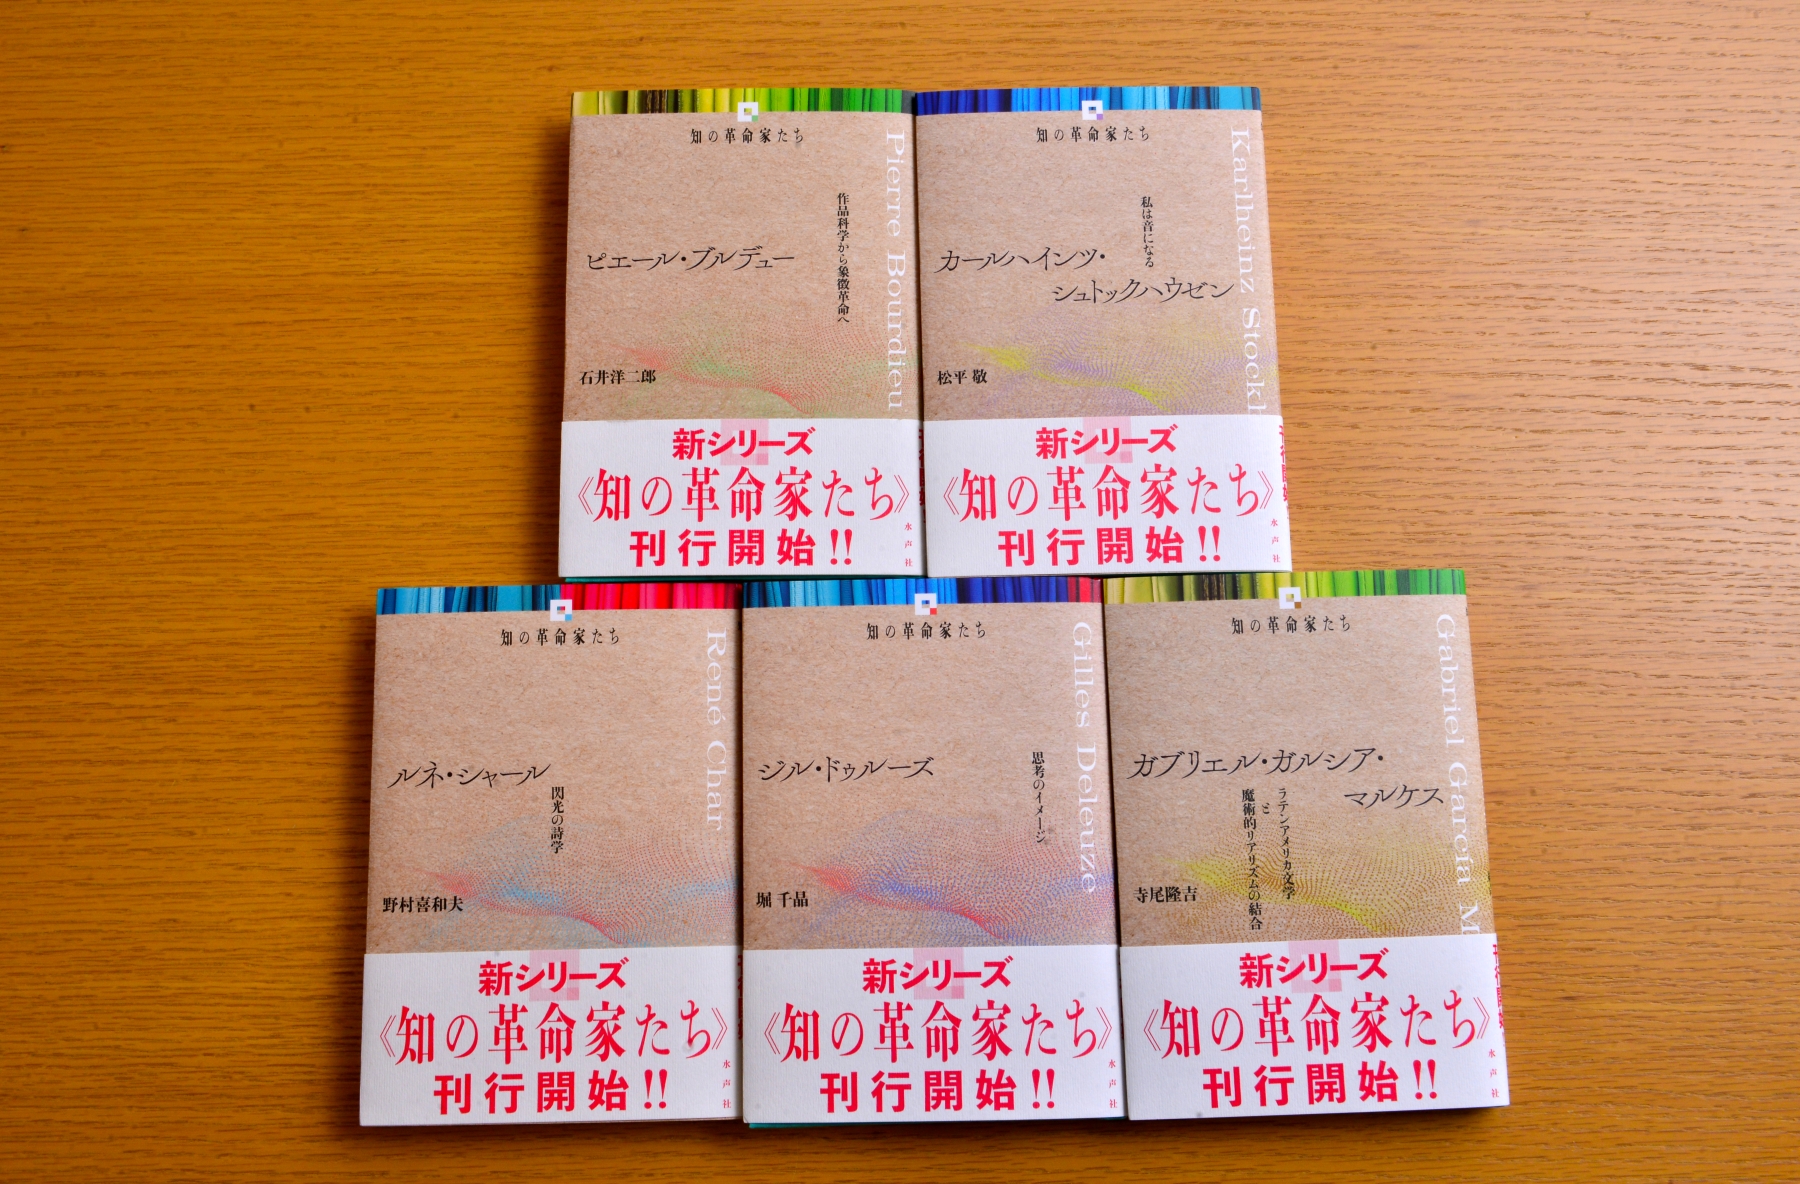 知の革命家たち
Pierre Bourdieu
作品科学から象徴革命へ
ピエール・ブルデュー
石井洋二郎
新シリーズ
《知の革命家たち》
刊行開始!!
水声社
知の革命家たち
Karlheinz Stockh
私は音になる
カールハインツ・
シュトックハウゼン
松平 敬
新シリーズ
《知の革命家たち》
刊行開始!!
水声社
刊行開始
知の革命家たち
René Char
ルネ・シャール
閃光の詩学
野村喜和夫
新シリーズ
《知の革命家たち》
刊行開始!!
水声社
知の革命家たち
Gilles Deleuze
思考のイメージ
ジル・ドゥルーズ
堀 千晶
新シリーズ
《知の革命家たち》
刊行開始!!
水声社
知の革命家たち
Gabriel García M
ガブリエル・ガルシア・
マルケス
ラテンアメリカ文学
と
魔術的リアリズムの結合
寺尾隆吉
新シリーズ
《知の革命家たち》
刊行開始!!
水声社
刊行開始